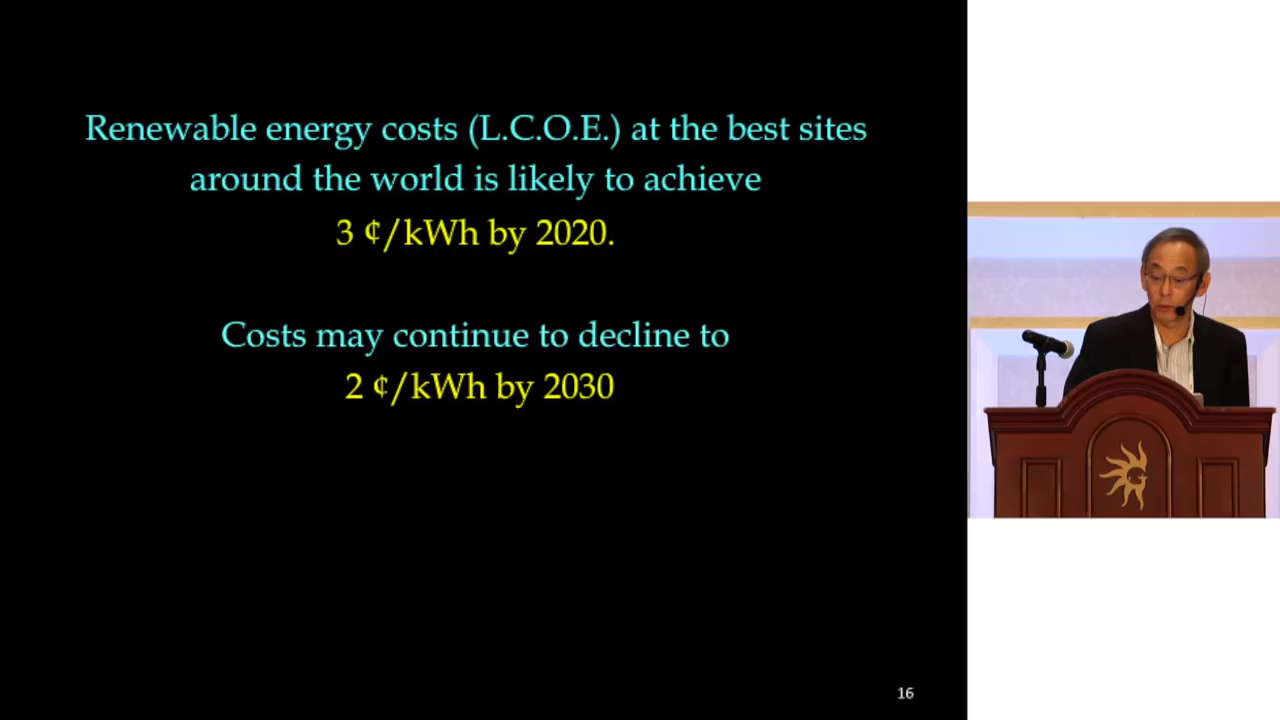 Renewable energy costs (L.C.O.E.) at the best sites
around the world is likely to achieve
3 ¢/kWh by 2020.
Costs may continue to decline to
2 ¢/kWh by 2030
16